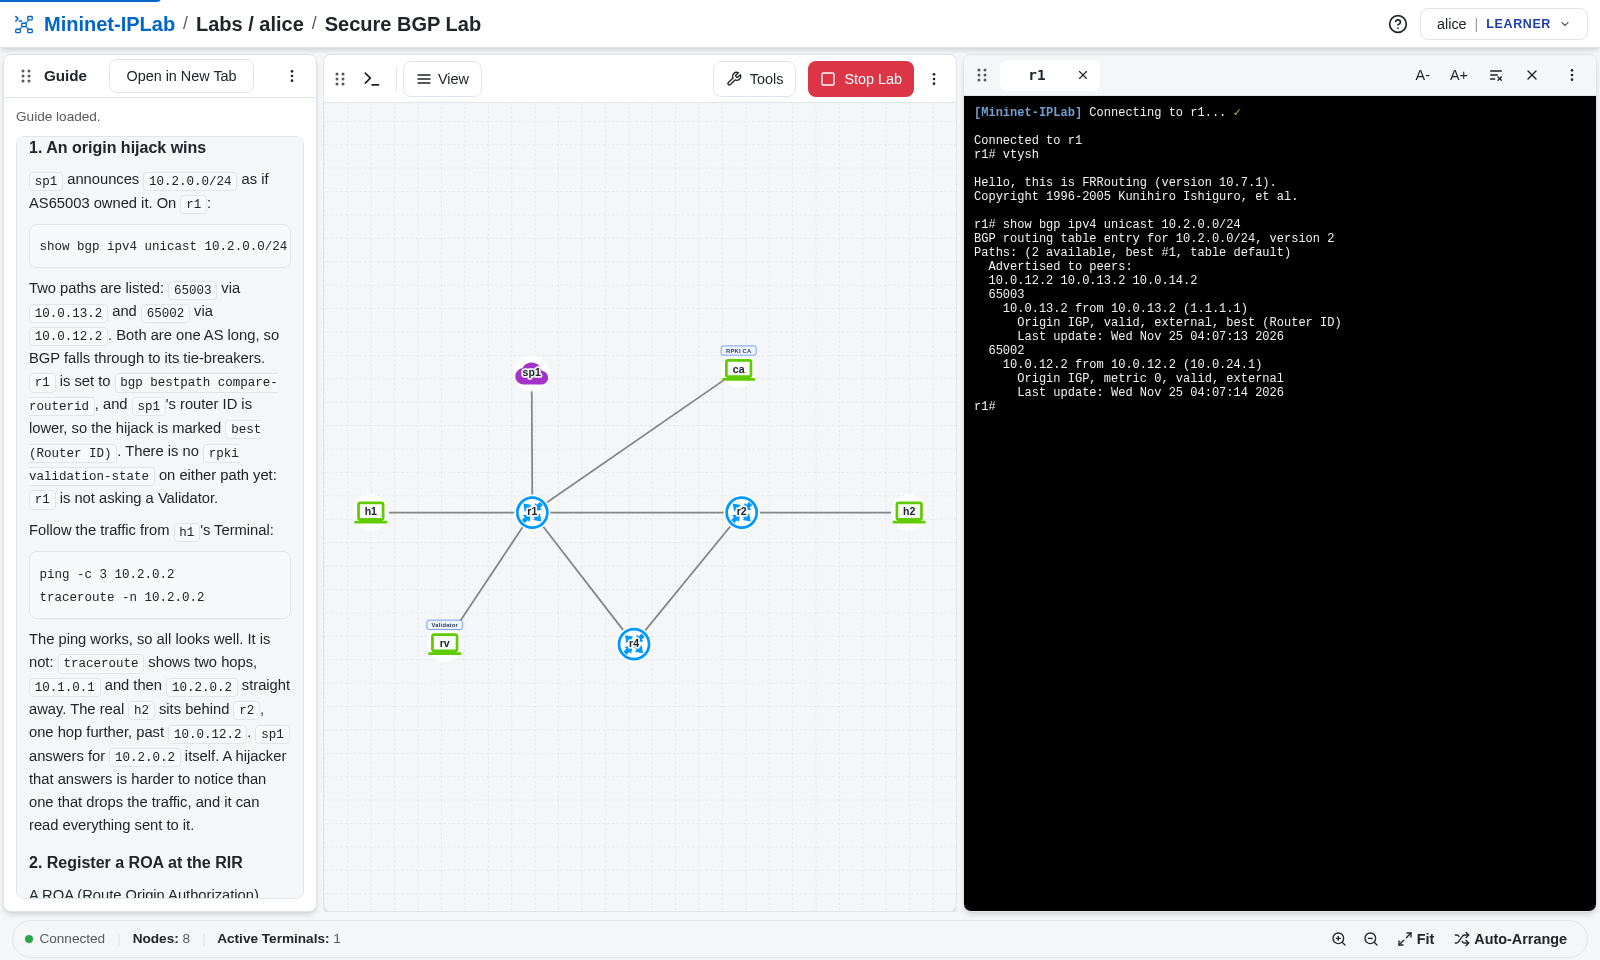 Mininet-IPLab / Labs / alice / Secure BGP Lab
alice | LEARNER
Guide
Open in New Tab
Guide loaded.
1. An origin hijack wins
sp1 announces 10.2.0.0/24 as if
AS65003 owned it. On r1:
show bgp ipv4 unicast 10.2.0.0/24
Two paths are listed: 65003 via
10.0.13.2 and 65002 via
10.0.12.2. Both are one AS long, so
BGP falls through to its tie-breakers.
r1 is set to bgp bestpath compare-
routerid, and sp1's router ID is
lower, so the hijack is marked best
(Router ID). There is no rpki
validation-state on either path yet:
r1 is not asking a Validator.
Follow the traffic from h1's Terminal:
ping -c 3 10.2.0.2
traceroute -n 10.2.0.2
The ping works, so all looks well. It is
not: traceroute shows two hops,
10.1.0.1 and then 10.2.0.2 straight
away. The real h2 sits behind r2,
one hop further, past 10.0.12.2. sp1
answers for 10.2.0.2 itself. A hijacker
that answers is harder to notice than
one that drops the traffic, and it can
read everything sent to it.
2. Register a ROA at the RIR
A ROA (Route Origin Authorization)
View
Tools
Stop Lab
sp1
RPKI CA
ca
h1
r1
r2
h2
Validator
rv
r4
r1
A-
A+
[Mininet-IPLab] Connecting to r1... ✓
Connected to r1
r1# vtysh
Hello, this is FRRouting (version 10.7.1).
Copyright 1996-2005 Kunihiro Ishiguro, et al.
r1# show bgp ipv4 unicast 10.2.0.0/24
BGP routing table entry for 10.2.0.0/24, version 2
Paths: (2 available, best #1, table default)
Advertised to peers:
10.0.12.2 10.0.13.2 10.0.14.2
65003
10.0.13.2 from 10.0.13.2 (1.1.1.1)
Origin IGP, valid, external, best (Router ID)
Last update: Wed Nov 25 04:07:13 2026
65002
10.0.12.2 from 10.0.12.2 (10.0.24.1)
Origin IGP, metric 0, valid, external
Last update: Wed Nov 25 04:07:14 2026
r1#
Connected
Nodes: 8
Active Terminals: 1
Fit
Auto-Arrange